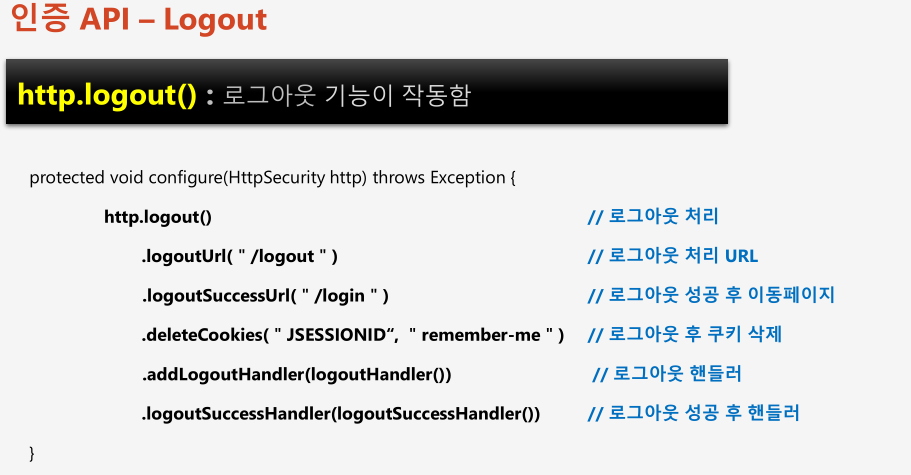 인증 API – Logout
http.logout() : 로그아웃 기능이 작동함
protected void configure(HttpSecurity http) throws Exception {
http.logout() // 로그아웃 처리
.logoutUrl( " /logout " ) // 로그아웃 처리 URL
.logoutSuccessUrl( " /login " ) // 로그아웃 성공 후 이동페이지
.deleteCookies( " JSESSIONID“, " remember-me " ) // 로그아웃 후 쿠키 삭제
.addLogoutHandler(logoutHandler()) // 로그아웃 핸들러
.logoutSuccessHandler(logoutSuccessHandler()) // 로그아웃 성공 후 핸들러
}